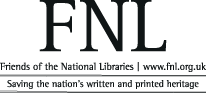 FNL
Friends of the National Libraries | www.fnl.org.uk
Saving the nation's written and printed heritage